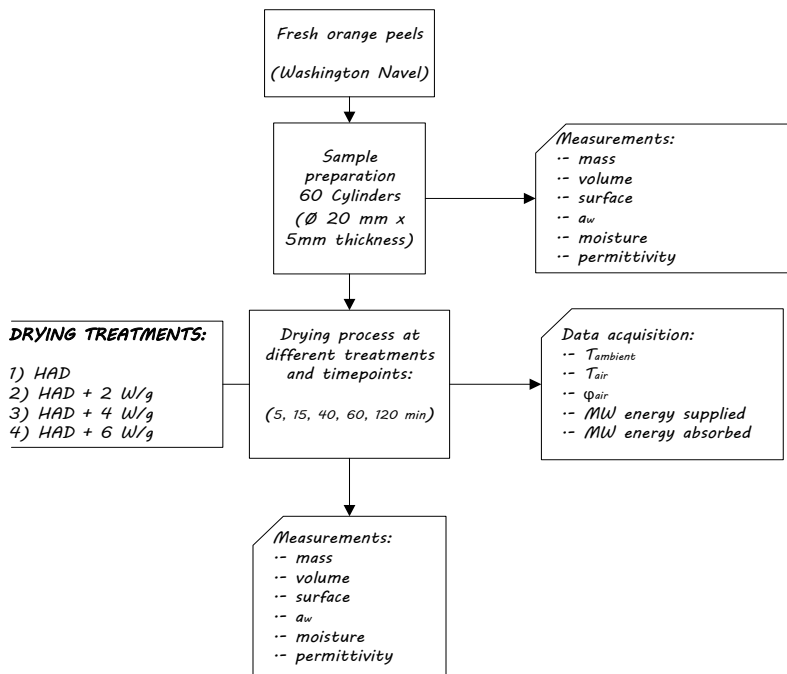 Fresh orange peels
(Washington Navel)
Sample
preparation
60 Cylinders
(Ø 20 mm x
5mm thickness)
Measurements:
·- mass
·- volume
·- surface
·- aw
·- moisture
·- permittivity
DRYING TREATMENTS:
1) HAD
2) HAD + 2 W/g
3) HAD + 4 W/g
4) HAD + 6 W/g
Drying process at
different treatments
and timepoints:
(5, 15, 40, 60, 120 min)
Data acquisition:
·- Tambient
·- Tair
·- φair
·- MW energy supplied
·- MW energy absorbed
Measurements:
·- mass
·- volume
·- surface
·- aw
·- moisture
·- permittivity